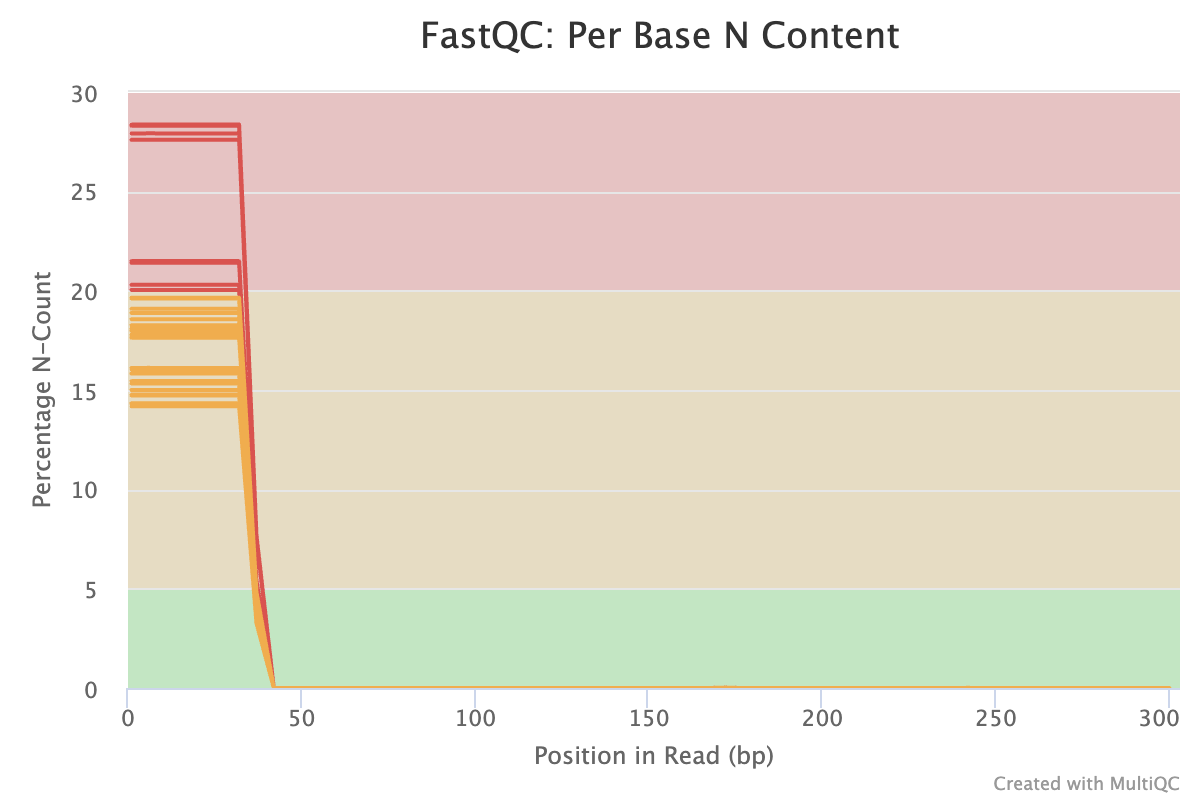 FastQC: Per Base N Content
30
25
20
15
10
5
0
Percentage N-Count
0 50 100 150 200 250 300
Position in Read (bp)
Created with MultiQC